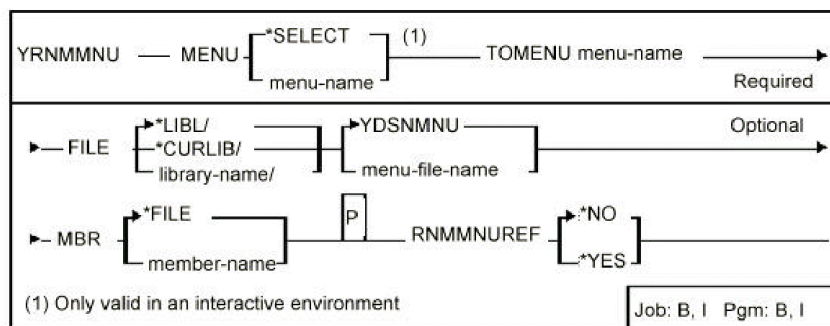 *SELECT (1)
YRNMMNU MENU TOMENU menu-name
menu-name Required
*LIBL/ YDSNMNU Optional
FILE *CURLIB/
library-name/ menu-file-name
*FILE P *NO
MBR RNMMNUREF
member-name *YES
(1) Only valid in an interactive environment Job: B, I Pgm: B, I